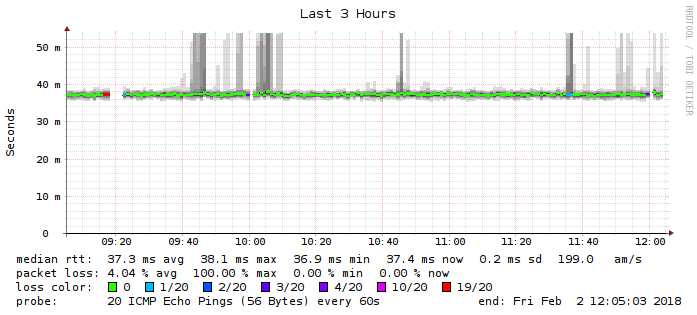 Last 3 Hours
RRDTOOL / TOBI OETIKER
Seconds
50 m
40 m
30 m
20 m
10 m
0
09:20 09:40 10:00 10:20 10:40 11:00 11:20 11:40 12:00
median rtt: 37.3 ms avg 38.1 ms max 36.9 ms min 37.4 ms now 0.2 ms sd 199.0 am/s
packet loss: 4.04 % avg 100.00 % max 0.00 % min 0.00 % now
loss color: 0 1/20 2/20 3/20 4/20 10/20 19/20
probe: 20 ICMP Echo Pings (56 Bytes) every 60s end: Fri Feb 2 12:05:03 2018